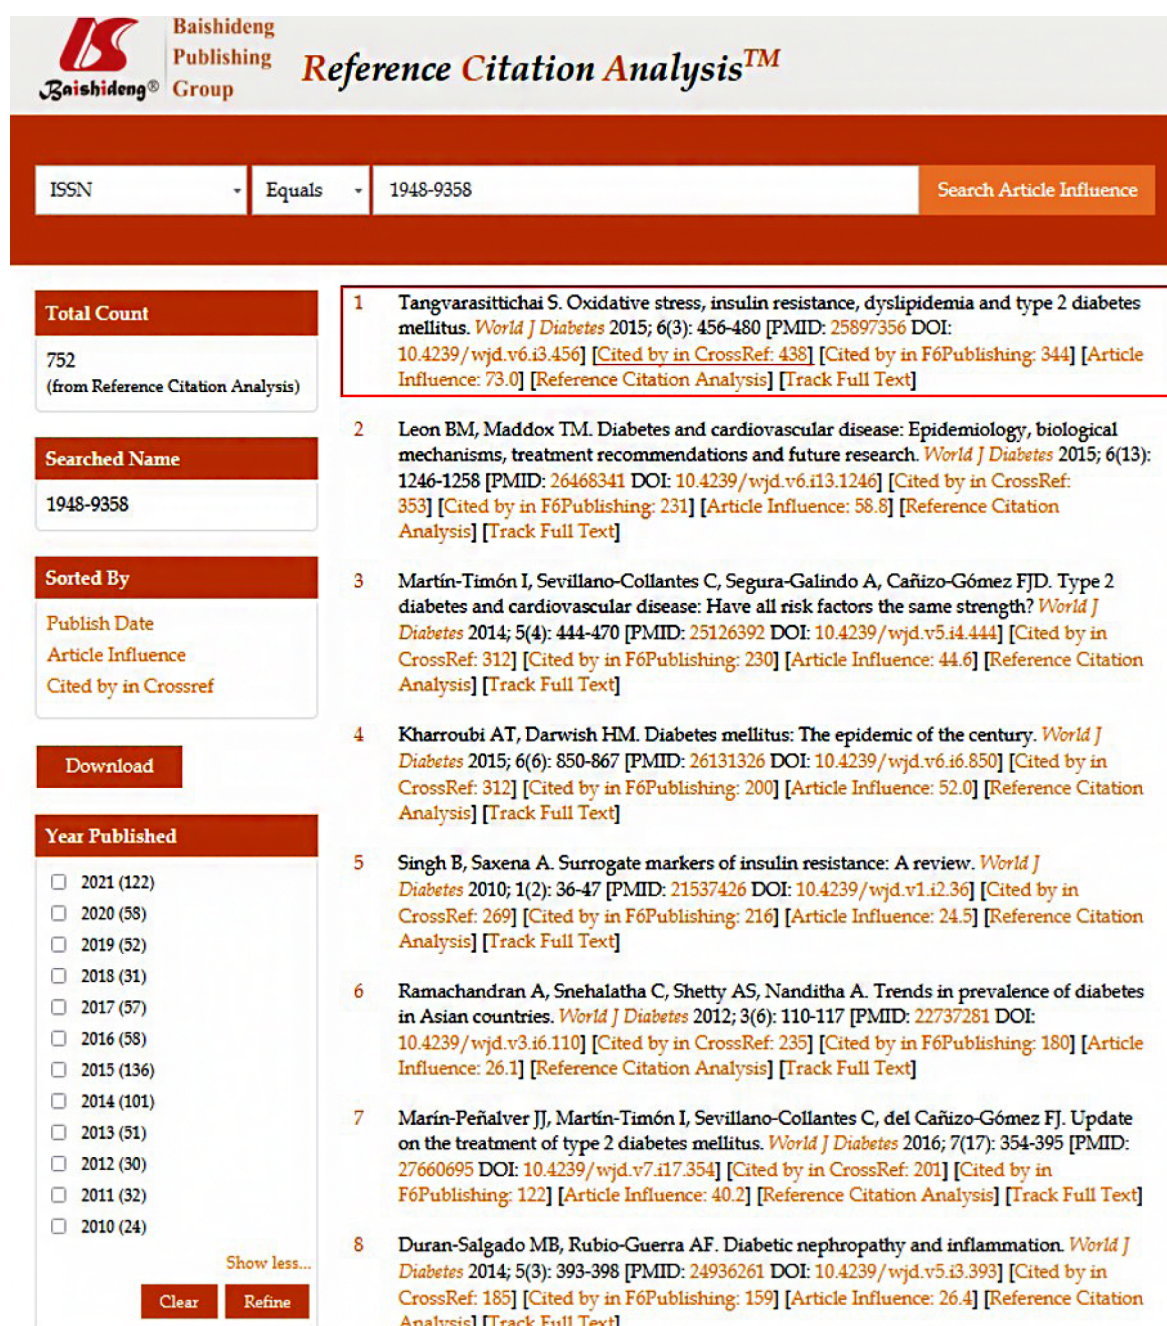 Baishideng
Publishing
Group
Baishideng®
Reference Citation Analysis™
ISSN
Equals
1948-9358
Search Article Influence
Total Count
752
(from Reference Citation Analysis)
Searched Name
1948-9358
Sorted By
Publish Date
Article Influence
Cited by in Crossref
Download
Year Published
2021 (122)
2020 (58)
2019 (52)
2018 (31)
2017 (57)
2016 (58)
2015 (136)
2014 (101)
2013 (51)
2012 (30)
2011 (32)
2010 (24)
Show less...
Clear
Refine
1 Tangvarasittichai S. Oxidative stress, insulin resistance, dyslipidemia and type 2 diabetes
mellitus. World J Diabetes 2015; 6(3): 456-480 [PMID: 25897356 DOI:
10.4239/wjd.v6.i3.456] [Cited by in CrossRef: 438] [Cited by in F6Publishing: 344] [Article
Influence: 73.0] [Reference Citation Analysis] [Track Full Text]
2 Leon BM, Maddox TM. Diabetes and cardiovascular disease: Epidemiology, biological
mechanisms, treatment recommendations and future research. World J Diabetes 2015; 6(13):
1246-1258 [PMID: 26468341 DOI: 10.4239/wjd.v6.i13.1246] [Cited by in CrossRef:
353] [Cited by in F6Publishing: 231] [Article Influence: 58.8] [Reference Citation
Analysis] [Track Full Text]
3 Martín-Timón I, Sevillano-Collantes C, Segura-Galindo A, Cañizo-Gómez FJD. Type 2
diabetes and cardiovascular disease: Have all risk factors the same strength? World J
Diabetes 2014; 5(4): 444-470 [PMID: 25126392 DOI: 10.4239/wjd.v5.i4.444] [Cited by in
CrossRef: 312] [Cited by in F6Publishing: 230] [Article Influence: 44.6] [Reference Citation
Analysis] [Track Full Text]
4 Kharroubi AT, Darwish HM. Diabetes mellitus: The epidemic of the century. World J
Diabetes 2015; 6(6): 850-867 [PMID: 26131326 DOI: 10.4239/wjd.v6.i6.850] [Cited by in
CrossRef: 312] [Cited by in F6Publishing: 200] [Article Influence: 52.0] [Reference Citation
Analysis] [Track Full Text]
5 Singh B, Saxena A. Surrogate markers of insulin resistance: A review. World J
Diabetes 2010; 1(2): 36-47 [PMID: 21537426 DOI: 10.4239/wjd.v1.i2.36] [Cited by in
CrossRef: 269] [Cited by in F6Publishing: 216] [Article Influence: 24.5] [Reference Citation
Analysis] [Track Full Text]
6 Ramachandran A, Snehalatha C, Shetty AS, Nanditha A. Trends in prevalence of diabetes
in Asian countries. World J Diabetes 2012; 3(6): 110-117 [PMID: 22737281 DOI:
10.4239/wjd.v3.i6.110] [Cited by in CrossRef: 235] [Cited by in F6Publishing: 180] [Article
Influence: 26.1] [Reference Citation Analysis] [Track Full Text]
7 Marín-Peñalver JJ, Martín-Timón I, Sevillano-Collantes C, del Cañizo-Gómez FJ. Update
on the treatment of type 2 diabetes mellitus. World J Diabetes 2016; 7(17): 354-395 [PMID:
27660695 DOI: 10.4239/wjd.v7.i17.354] [Cited by in CrossRef: 201] [Cited by in
F6Publishing: 122] [Article Influence: 40.2] [Reference Citation Analysis] [Track Full Text]
8 Duran-Salgado MB, Rubio-Guerra AF. Diabetic nephropathy and inflammation. World J
Diabetes 2014; 5(3): 393-398 [PMID: 24936261 DOI: 10.4239/wjd.v5.i3.393] [Cited by in
CrossRef: 185] [Cited by in F6Publishing: 159] [Article Influence: 26.4] [Reference Citation
Analysis] [Track Full Text]